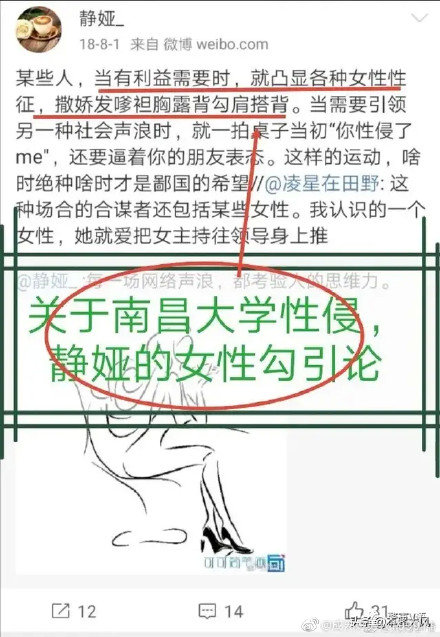 静娅_
18-8-1 来自 微博 weibo.com
某些人，当有利益需要时，就凸显各种女性性
征，撒娇发嗲袒胸露背勾肩搭背。当需要引领
另一种社会声浪时，就一拍桌子当初“你性侵了
me"，还要逼着你的朋友表态。这样的运动，啥
时绝种啥时才是鄙国的希望//@凌星在田野: 这
种场合的合谋者还包括某些女性。我认识的一个
女性，她就爱把女主持往领导身上推
@静娅_:每一场网络声浪，都考验人的思维力。
关于南昌大学性侵，
静娅的女性勾引论
12
14
31